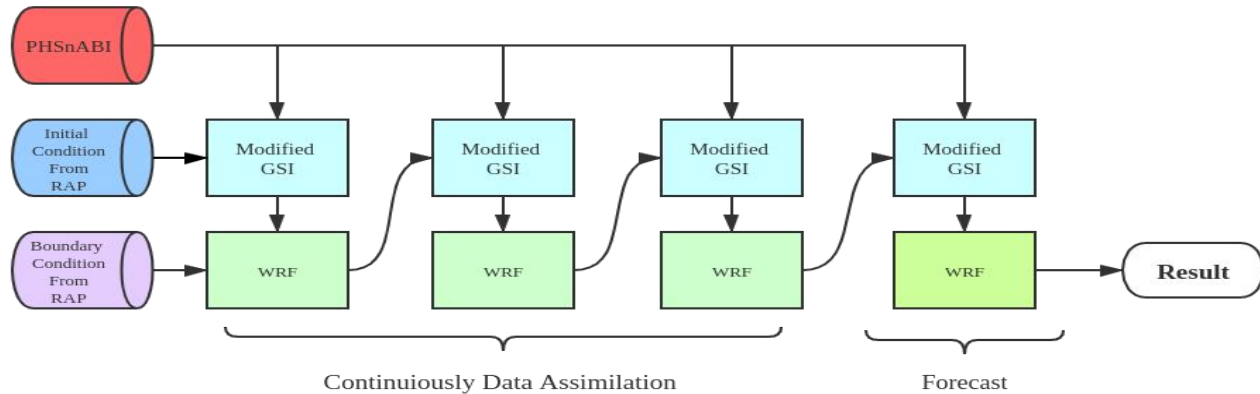 PHSnABI
Initial
Condition
From
RAP
Modified
GSI
Modified
GSI
Modified
GSI
Modified
GSI
Boundary
Condition
From
RAP
WRF
WRF
WRF
WRF
Result
Continuiously Data Assimilation
Forecast